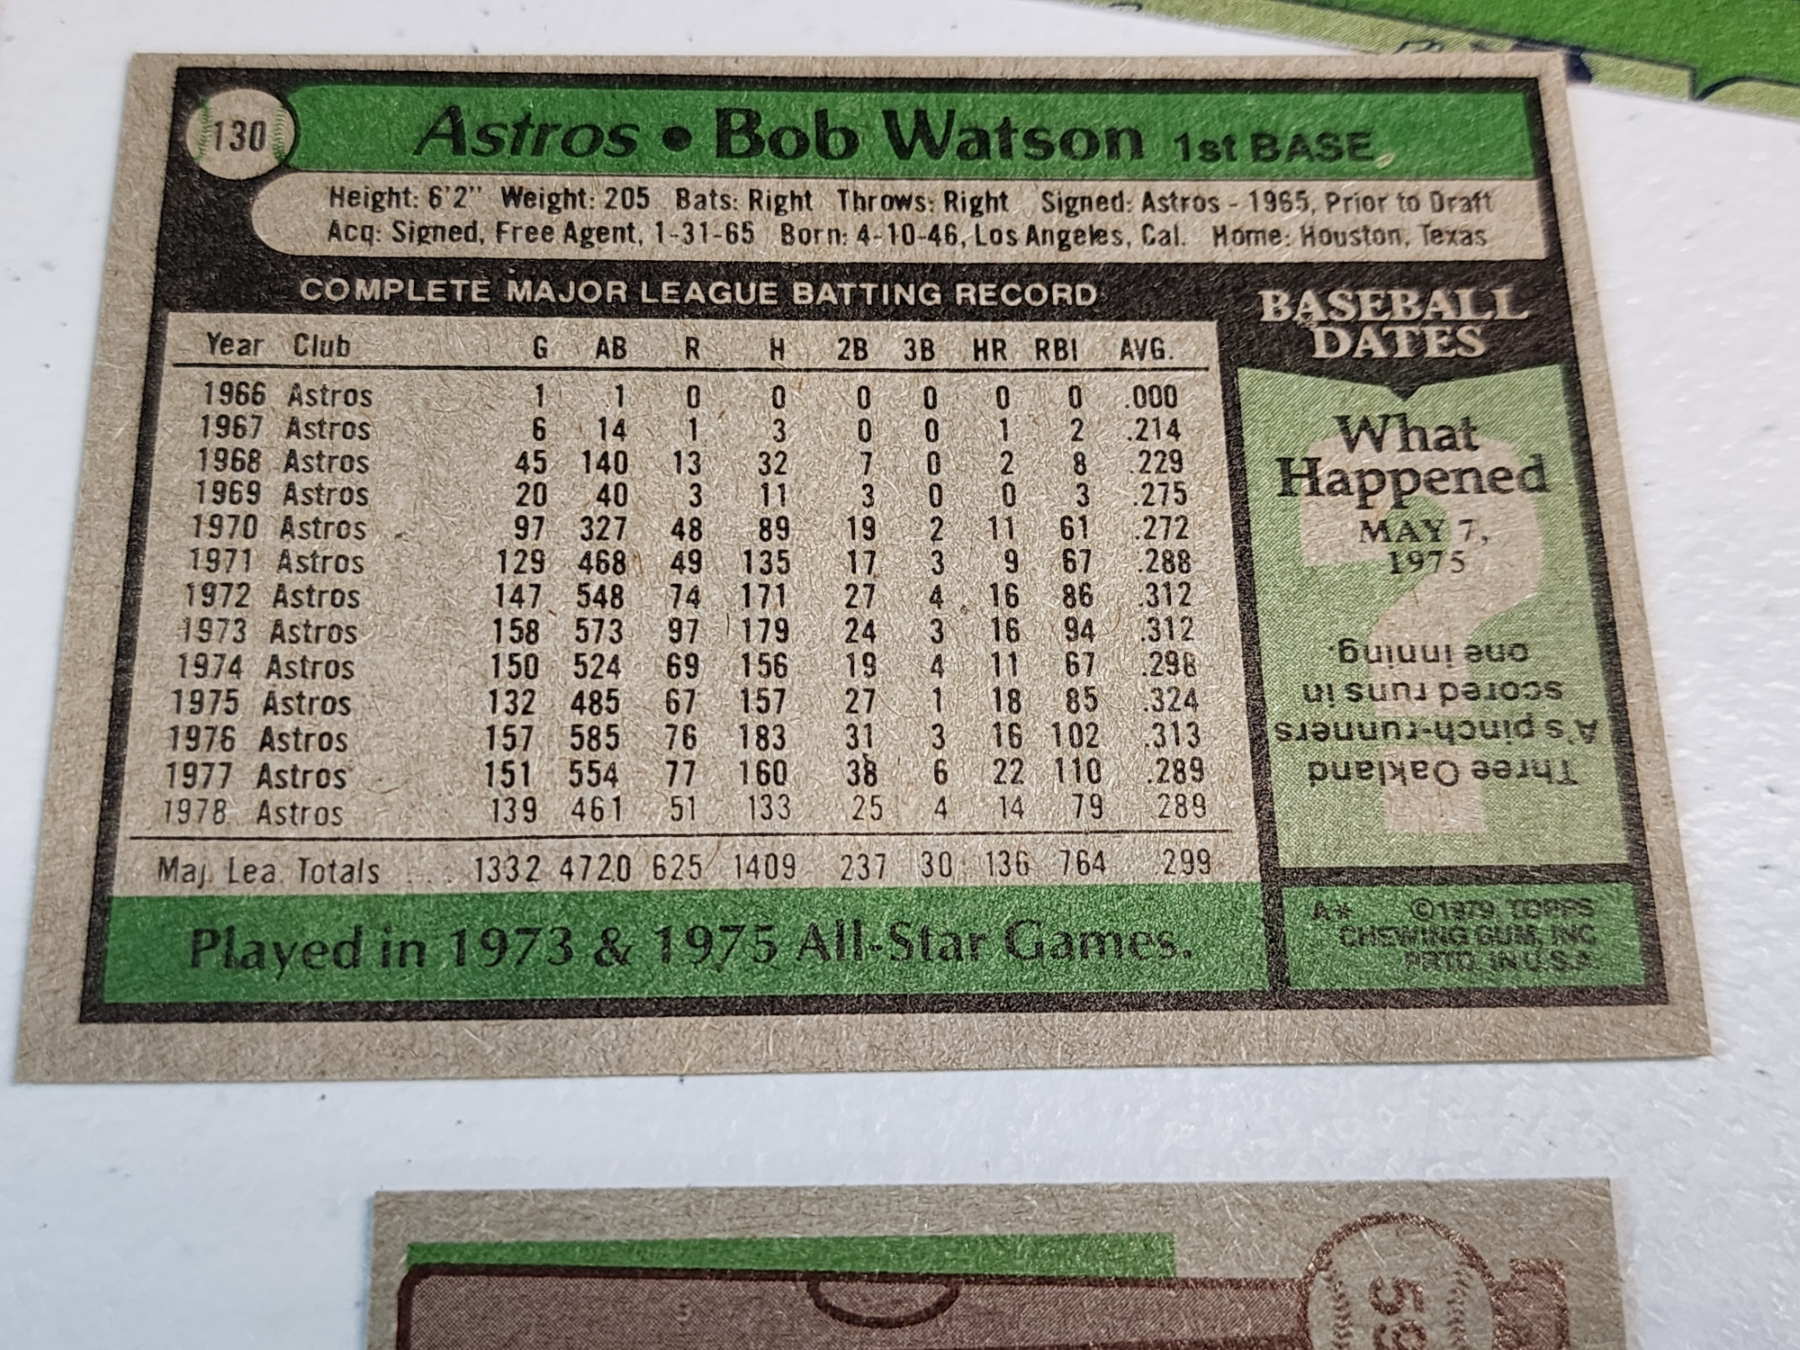 130
Astros • Bob Watson 1st BASE
Height: 6'2" Weight: 205 Bats: Right Throws: Right Signed: Astros - 1965, Prior to Draft
Acq: Signed, Free Agent, 1-31-65 Born: 4-10-46, Los Angeles, Cal. Home: Houston, Texas
COMPLETE MAJOR LEAGUE BATTING RECORD
Year Club G AB R H 2B 3B HR RBI AVG.
1966 Astros 1 1 0 0 0 0 0 0 .000
1967 Astros 6 14 1 3 0 0 1 2 .214
1968 Astros 45 140 13 32 7 0 2 8 .229
1969 Astros 20 40 3 11 3 0 0 3 .275
1970 Astros 97 327 48 89 19 2 11 61 .272
1971 Astros 129 468 49 135 17 3 9 67 .288
1972 Astros 147 548 74 171 27 4 16 86 .312
1973 Astros 158 573 97 179 24 3 16 94 .312
1974 Astros 150 524 69 156 19 4 11 67 .298
1975 Astros 132 485 67 157 27 1 18 85 .324
1976 Astros 157 585 76 183 31 3 16 102 .313
1977 Astros 151 554 77 160 38 6 22 110 .289
1978 Astros 139 461 51 133 25 4 14 79 .289
Maj. Lea. Totals .... 1332 4720 625 1409 237 30 136 764 .299
Played in 1973 & 1975 All-Star Games.
BASEBALL
DATES
What
Happened
MAY 7,
1975
Three Oakland
A's pinch-runners
scored runs in
one inning.
A* ©1979 TOPPS
CHEWING GUM, INC.
PRTD. IN U.S.A.
59